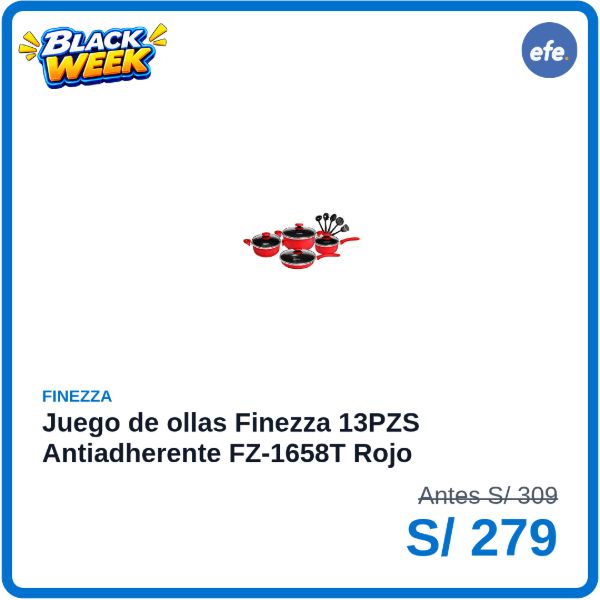 BLACK
WEEK
efe.
FINEZZA
Juego de ollas Finezza 13PZS
Antiadherente FZ-1658T Rojo
Antes S/ 309
S/ 279